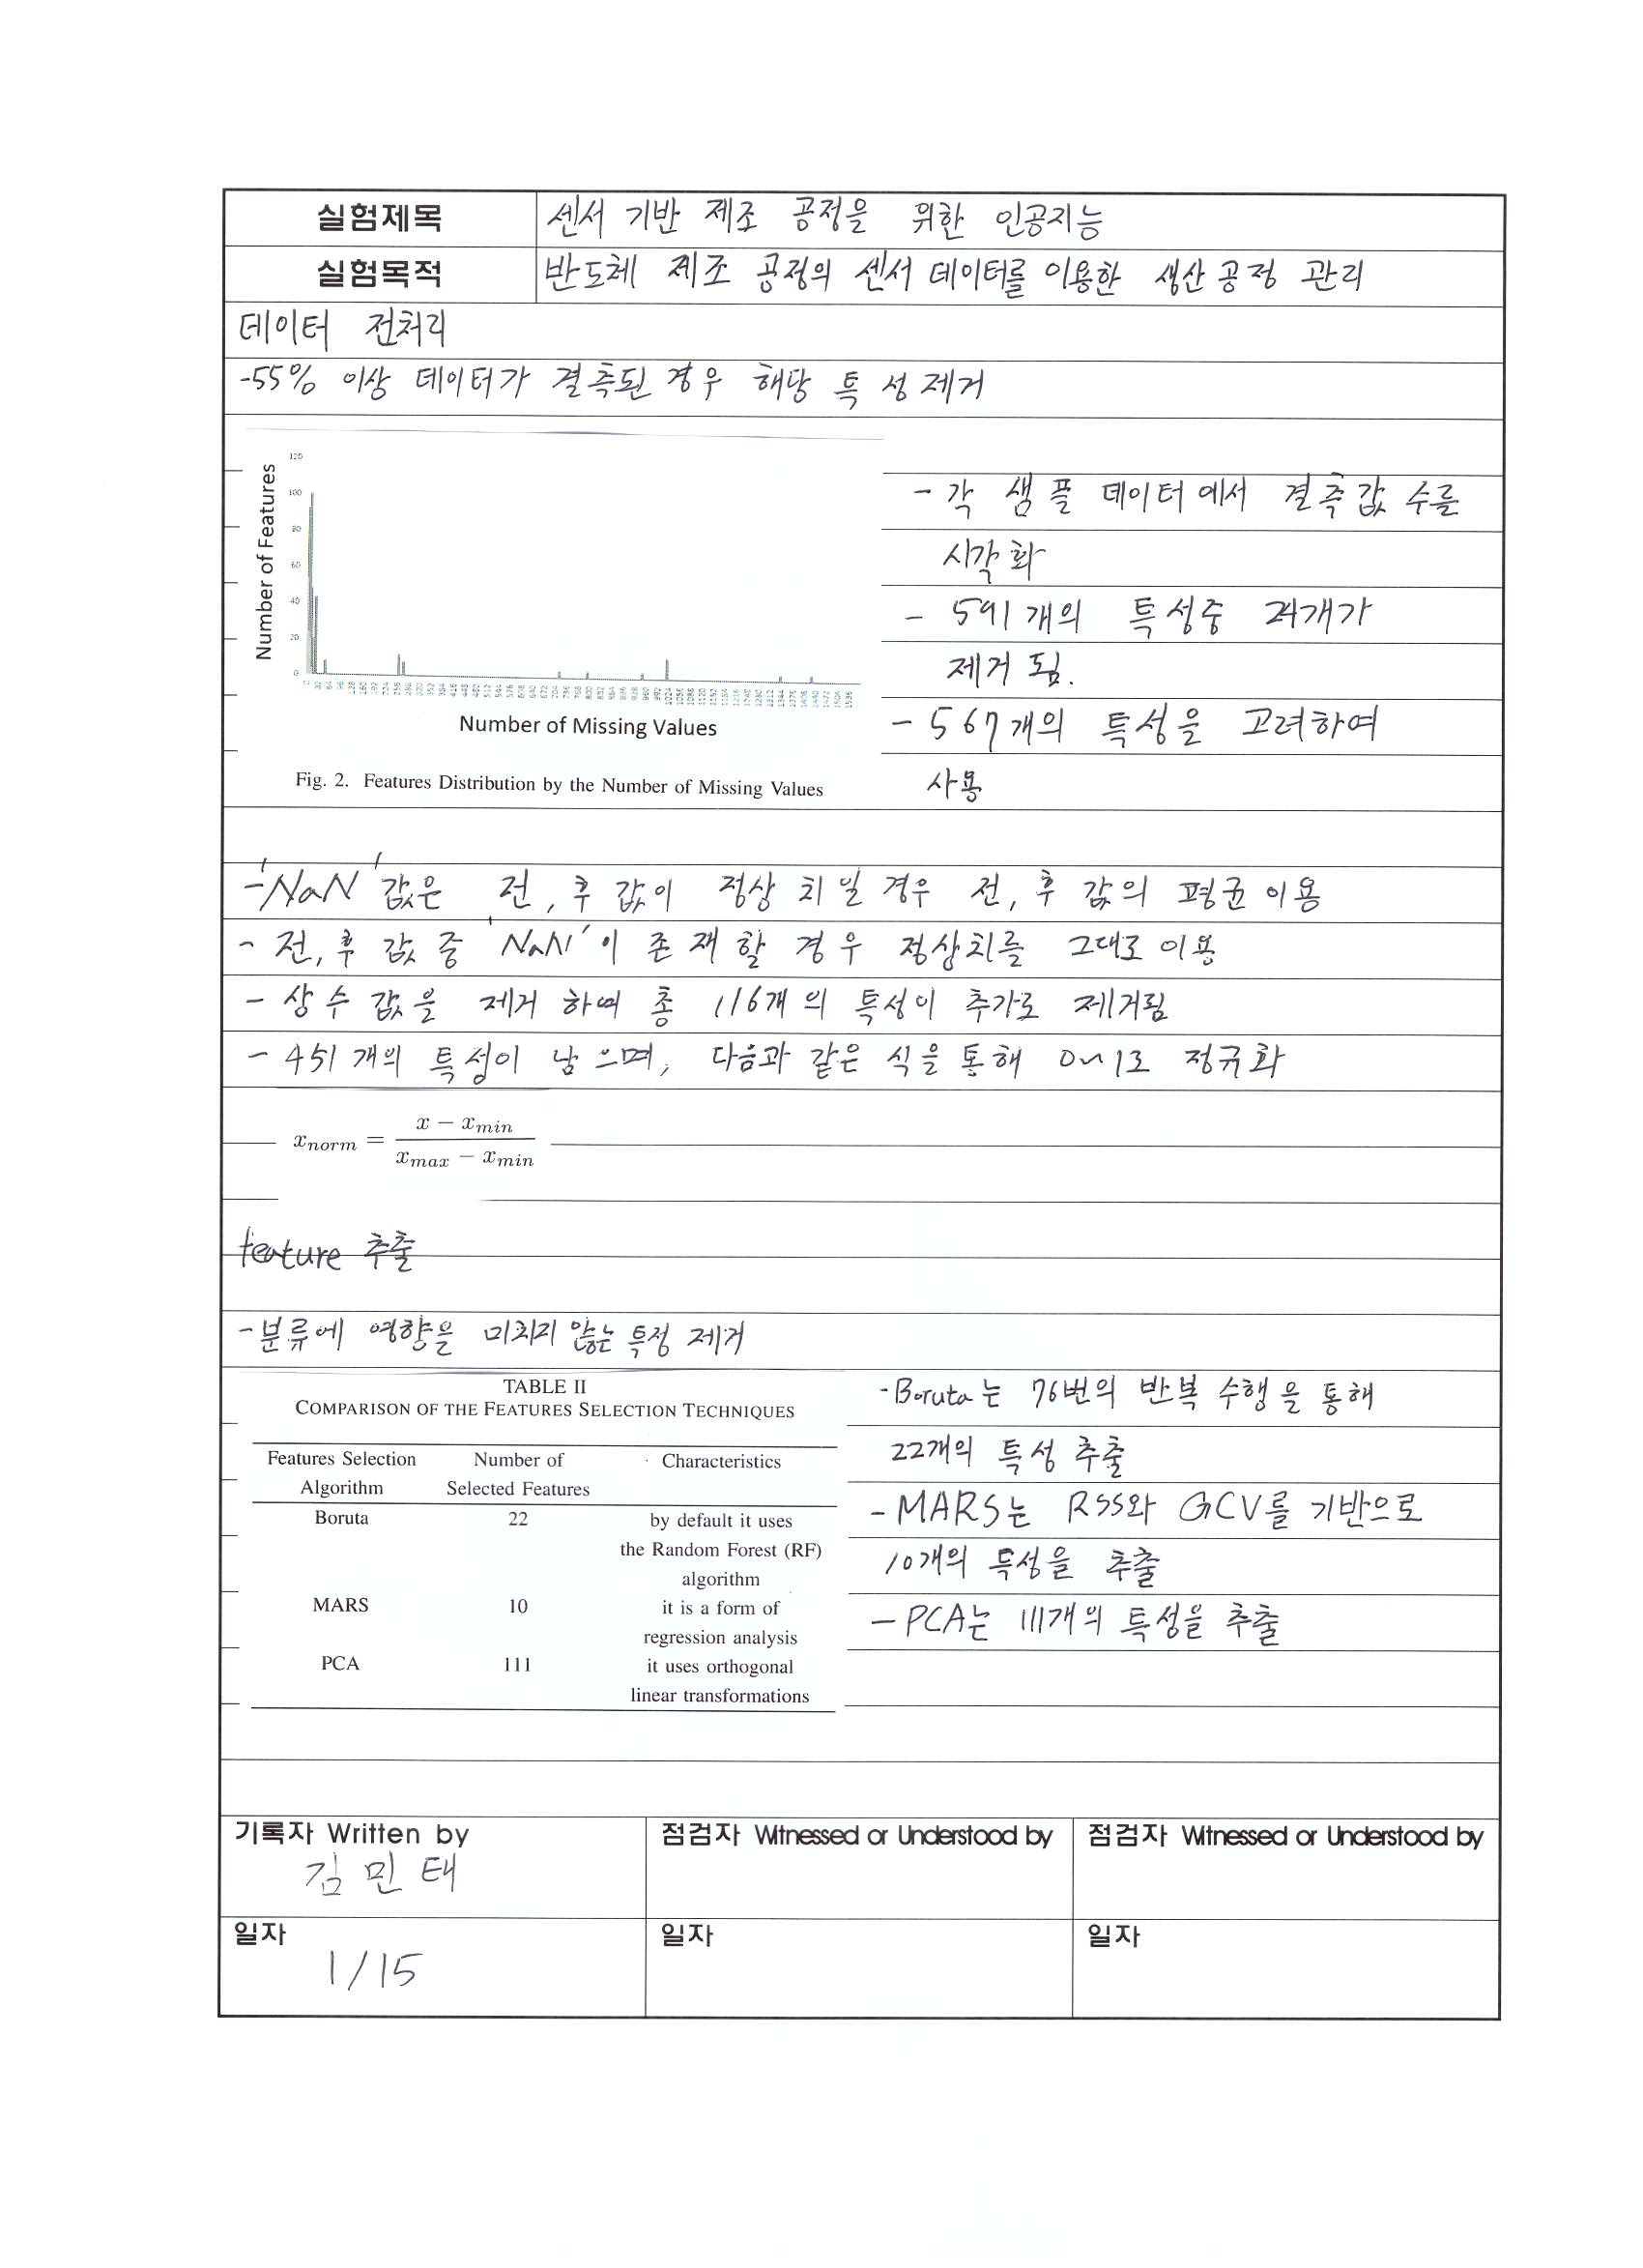 실험제목 센서 기반 제조 공정을 위한 인공지능
실험목적 반도체 제조 공정의 센서 데이터를 이용한 생산 공정 관리
데이터 전처리
-55% 이상 데이터가 결측된 경우 해당 특성 제거
Number of Features
120
100
80
60
40
20
0
Number of Missing Values
Fig. 2. Features Distribution by the Number of Missing Values
- 각 샘플 데이터에서 결측값 수를
시각화
- 591개의 특성중 24개가
제거 됨.
- 567개의 특성을 고려하여
사용
- 'NaN' 값은 전, 후 값이 정상치일 경우 전, 후 값의 평균 이용
- 전, 후 값 중 'NaN'이 존재할 경우 정상치를 그대로 이용
- 상수 값을 제거하여 총 116개의 특성이 추가로 제거됨
- 451개의 특성이 남으며, 다음과 같은 식을 통해 0~1로 정규화
x_norm = (x − x_min) / (x_max − x_min)
feature 추출
-분류에 영향을 미치지 않는 특정 제거
TABLE II
COMPARISON OF THE FEATURES SELECTION TECHNIQUES
Features Selection Number of Characteristics
Algorithm Selected Features
Boruta 22 by default it uses
the Random Forest (RF)
algorithm
MARS 10 it is a form of
regression analysis
PCA 111 it uses orthogonal
linear transformations
-Boruta는 76번의 반복 수행을 통해
22개의 특성 추출
- MARS는 RSS와 GCV를 기반으로
10개의 특성을 추출
- PCA는 111개의 특성을 추출
기록자 Written by 점검자 Witnessed or Understood by 점검자 Witnessed or Understood by
김민태
일자 일자 일자
1/15